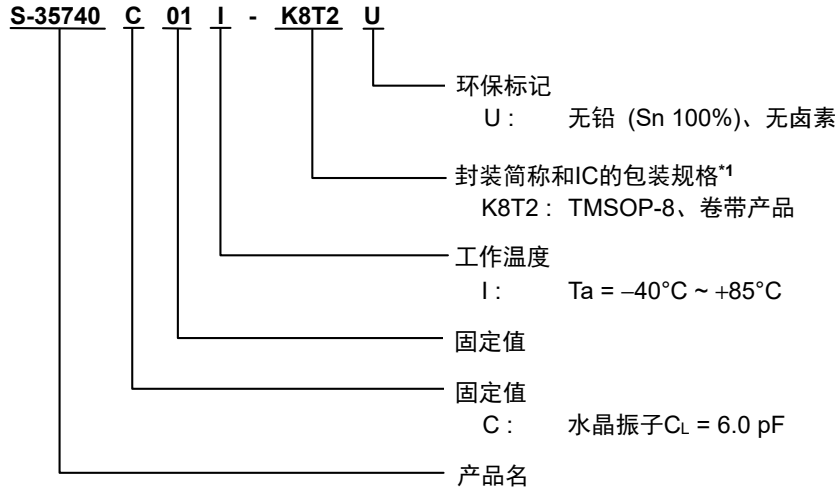 S-35740 C 01 I - K8T2 U
环保标记
U : 无铅 (Sn 100%)、无卤素
封装简称和IC的包装规格*1
K8T2 : TMSOP-8、卷带产品
工作温度
I : Ta = −40°C ~ +85°C
固定值
固定值
C : 水晶振子CL = 6.0 pF
产品名